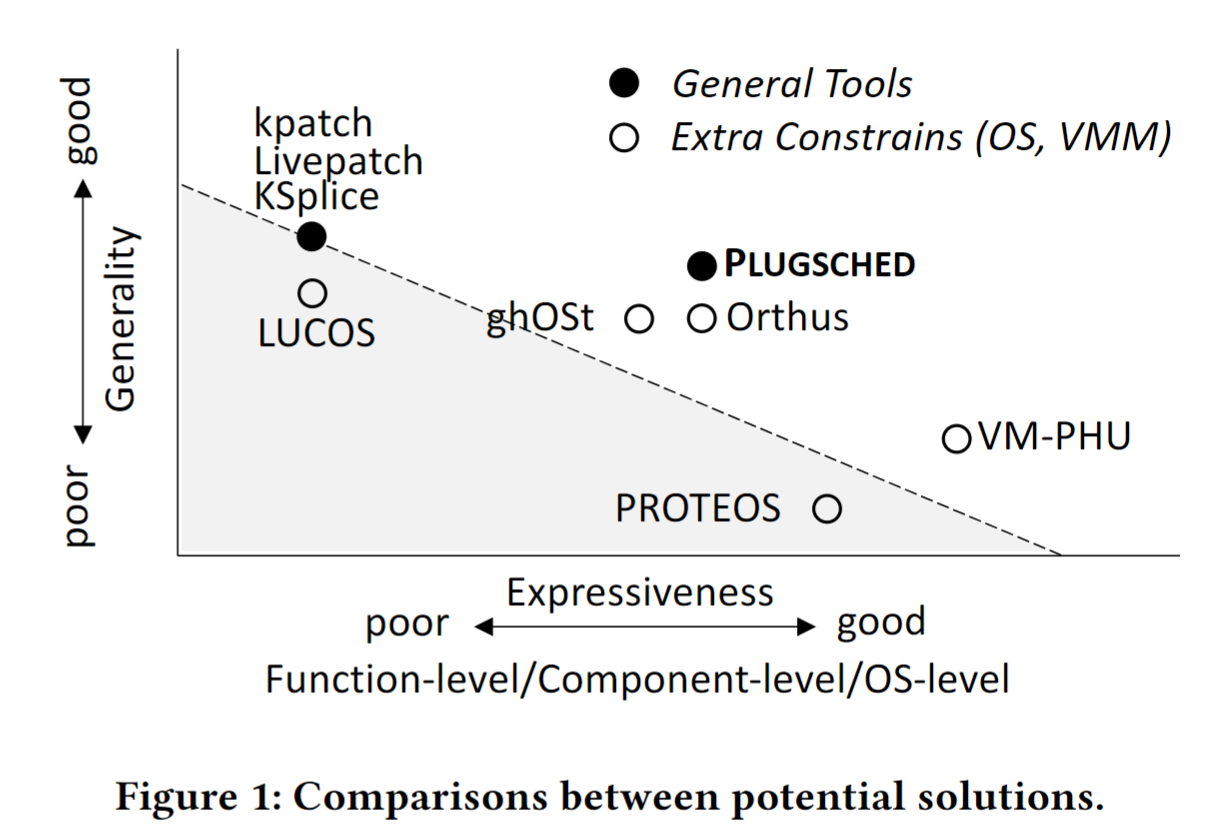 good
Generality
poor
kpatch
Livepatch
KSplice
LUCOS
General Tools
Extra Constrains (OS, VMM)
PLUGSCHED
ghOSt
Orthus
VM-PHU
PROTEOS
Expressiveness
poor
good
Function-level/Component-level/OS-level
Figure 1: Comparisons between potential solutions.